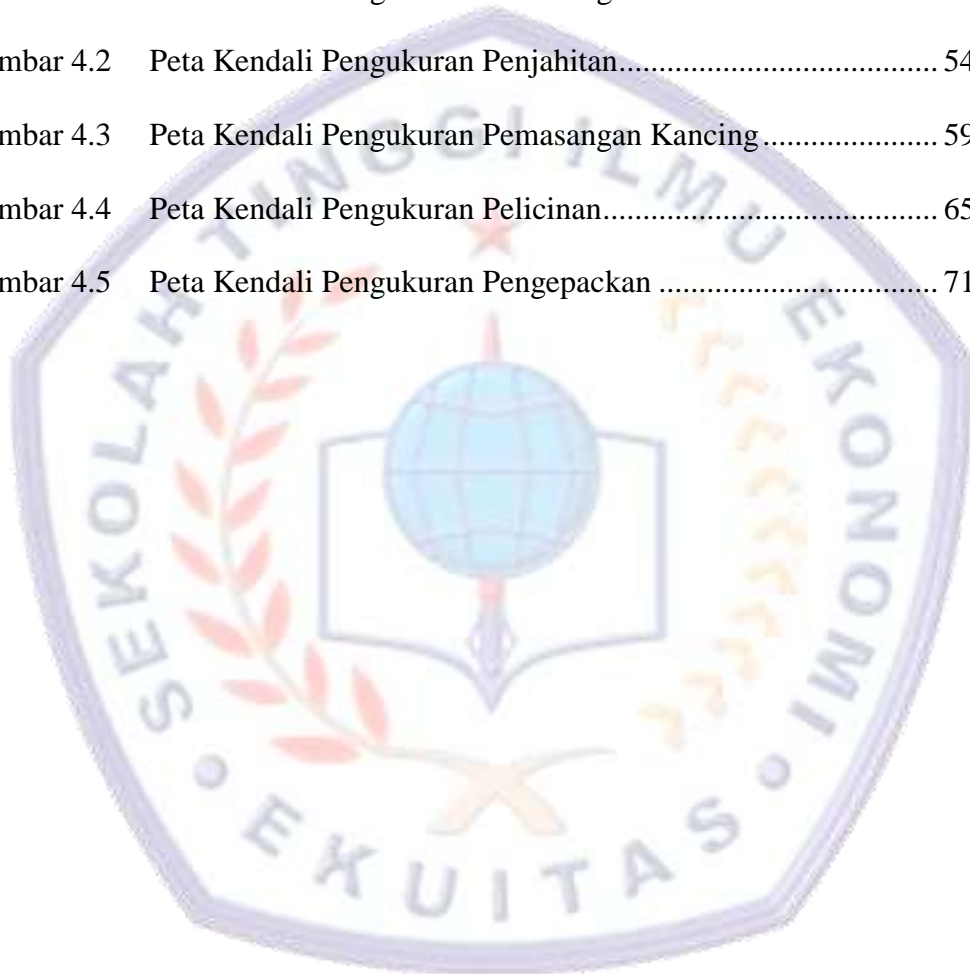 mbar 4.2 Peta Kendali Pengukuran Penjahitan................................... 54
mbar 4.3 Peta Kendali Pengukuran Pemasangan Kancing................... 59
mbar 4.4 Peta Kendali Pengukuran Pelicinan..................................... 65
mbar 4.5 Peta Kendali Pengukuran Pengepackan ................................ 71
SEKOLAH TINGGI ILMU EKONOMI
• EKUITAS •